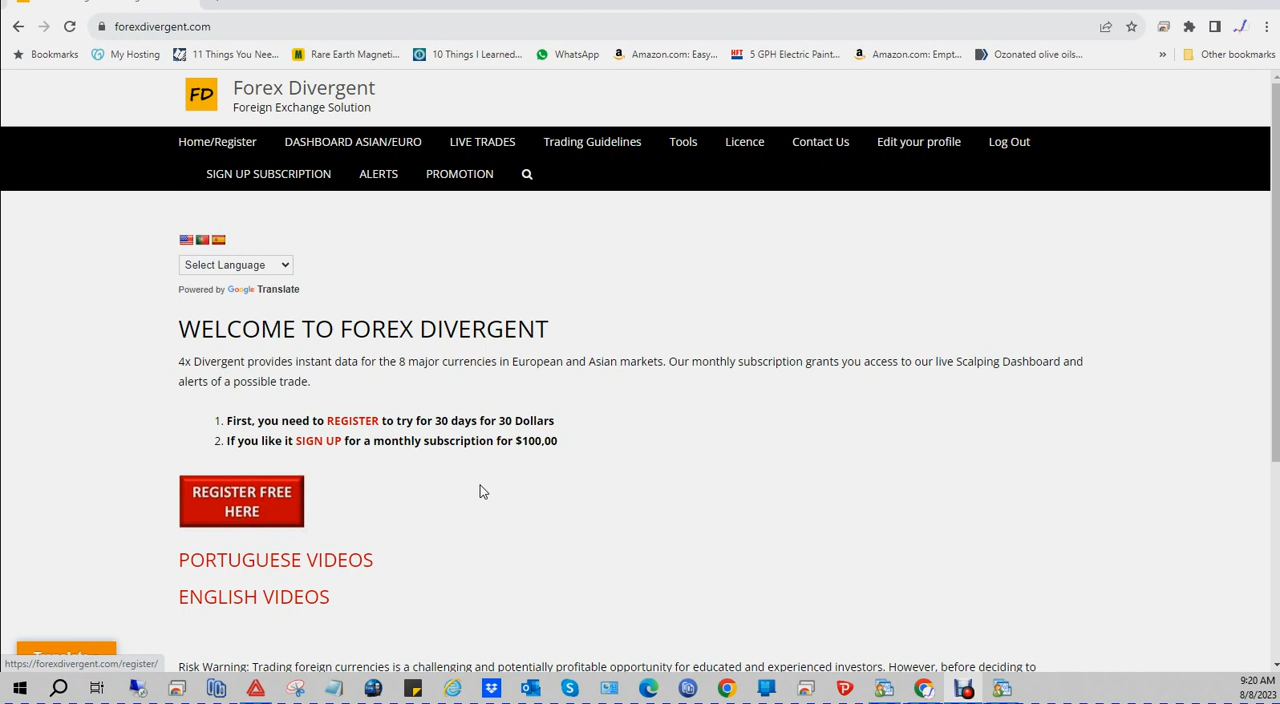 forexdivergent.com
Bookmarks My Hosting 11 Things You Nee... Rare Earth Magneti... 10 Things I Learned... WhatsApp Amazon.com: Easy... HFT 5 GPH Electric Paint... Amazon.com: Empt... Ozonated olive oils... » Other bookmarks
FD Forex Divergent
Foreign Exchange Solution
Home/Register DASHBOARD ASIAN/EURO LIVE TRADES Trading Guidelines Tools Licence Contact Us Edit your profile Log Out
SIGN UP SUBSCRIPTION ALERTS PROMOTION
Select Language
Powered by Google Translate
WELCOME TO FOREX DIVERGENT
4x Divergent provides instant data for the 8 major currencies in European and Asian markets. Our monthly subscription grants you access to our live Scalping Dashboard and
alerts of a possible trade.
1. First, you need to REGISTER to try for 30 days for 30 Dollars
2. If you like it SIGN UP for a monthly subscription for $100,00
REGISTER FREE
HERE
PORTUGUESE VIDEOS
ENGLISH VIDEOS
https://forexdivergent.com/register/
Risk Warning: Trading foreign currencies is a challenging and potentially profitable opportunity for educated and experienced investors. However, before deciding to
9:20 AM
8/8/2023